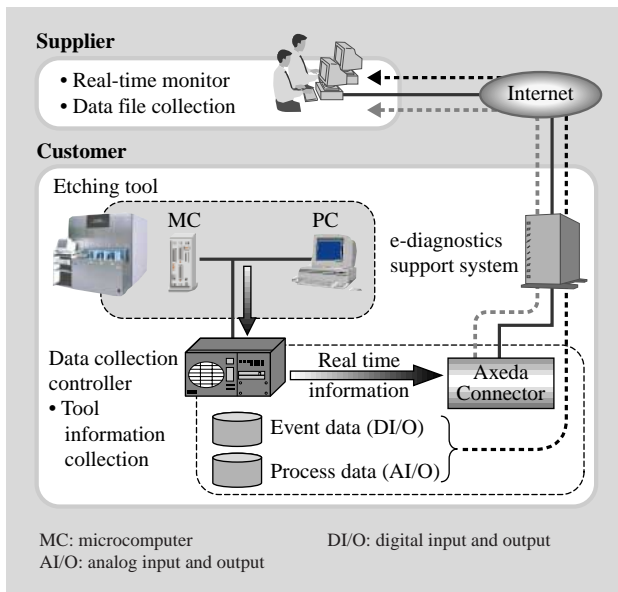 Supplier
• Real-time monitor
• Data file collection
Internet
Customer
Etching tool
MC
PC
e-diagnostics
support system
Data collection
controller
• Tool
information
collection
Real time
information
Axeda
Connector
Event data (DI/O)
Process data (AI/O)
MC: microcomputer
DI/O: digital input and output
AI/O: analog input and output